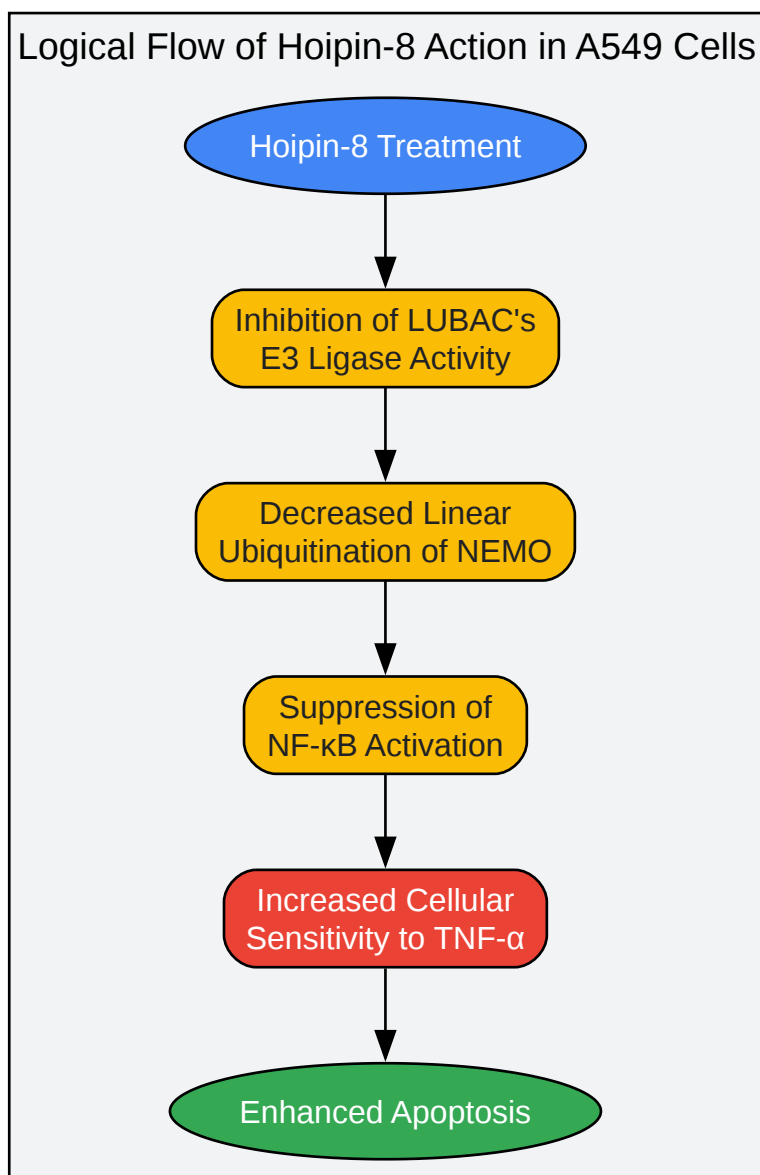 Logical Flow of Hoipin-8 Action in A549 Cells
Hoipin-8 Treatment
Inhibition of LUBAC's
E3 Ligase Activity
Decreased Linear
Ubiquitination of NEMO
Suppression of
NF-κB Activation
Increased Cellular
Sensitivity to TNF-α
Enhanced Apoptosis